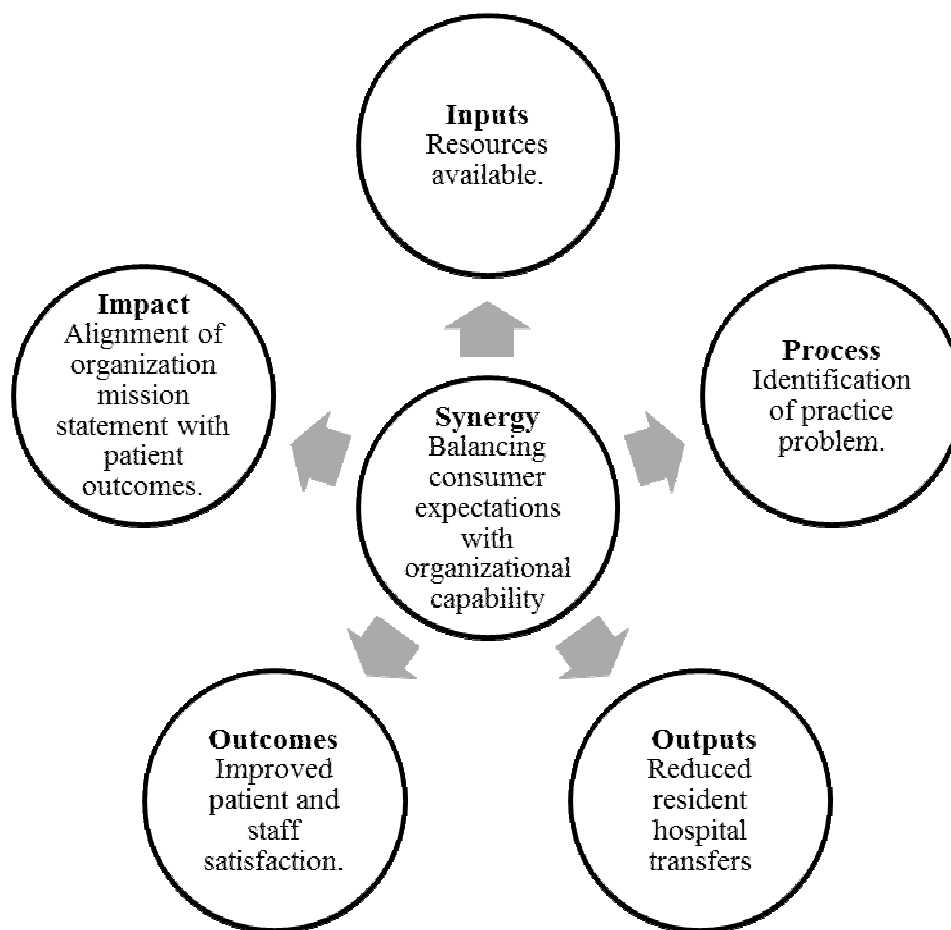 Inputs
Resources
available.
Impact
Alignment of
organization
mission
statement with
patient
outcomes.
Process
Identification
of practice
problem.
Synergy
Balancing
consumer
expectations
with
organizational
capability
Outcomes
Improved
patient and
staff
satisfaction.
Outputs
Reduced
resident
hospital
transfers